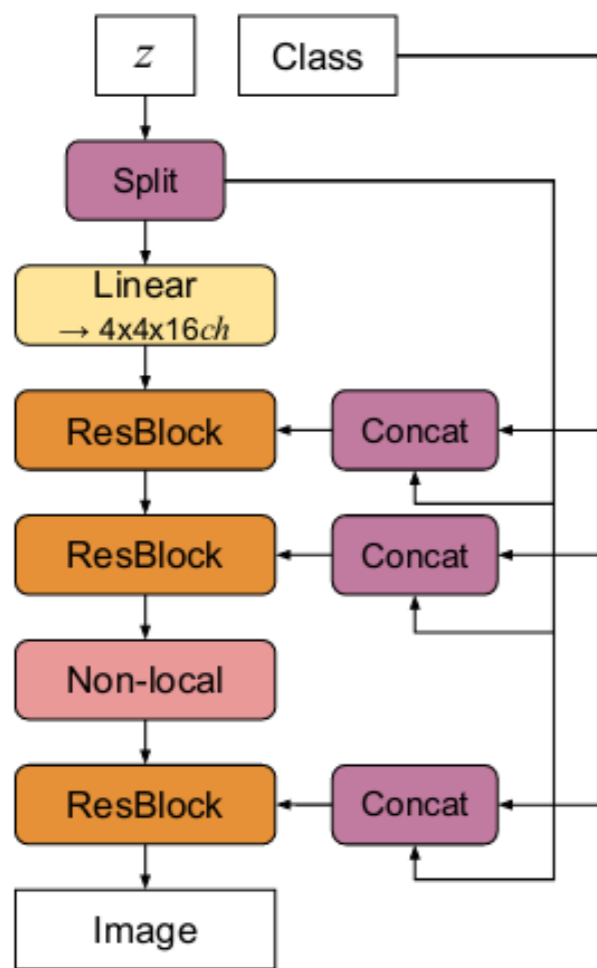 z
Class
Split
Linear
→ 4x4x16ch
ResBlock
Concat
ResBlock
Concat
Non-local
ResBlock
Concat
Image